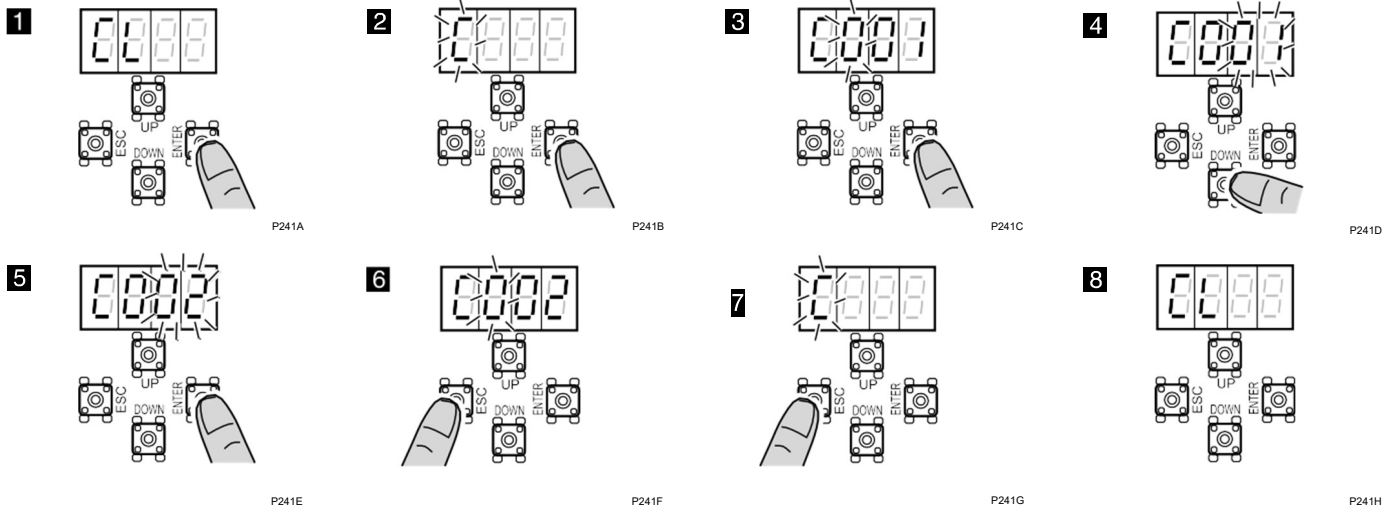 1
CL
UP
ESC
ENTER
DOWN
P241A
2
C
UP
ESC
ENTER
DOWN
P241B
3
C001
UP
ESC
ENTER
DOWN
P241C
4
C001
UP
ESC
ENTER
DOWN
P241D
5
C002
UP
ESC
ENTER
DOWN
P241E
6
C002
UP
ESC
ENTER
DOWN
P241F
7
C
UP
ESC
ENTER
DOWN
P241G
8
CL
UP
ESC
ENTER
DOWN
P241H